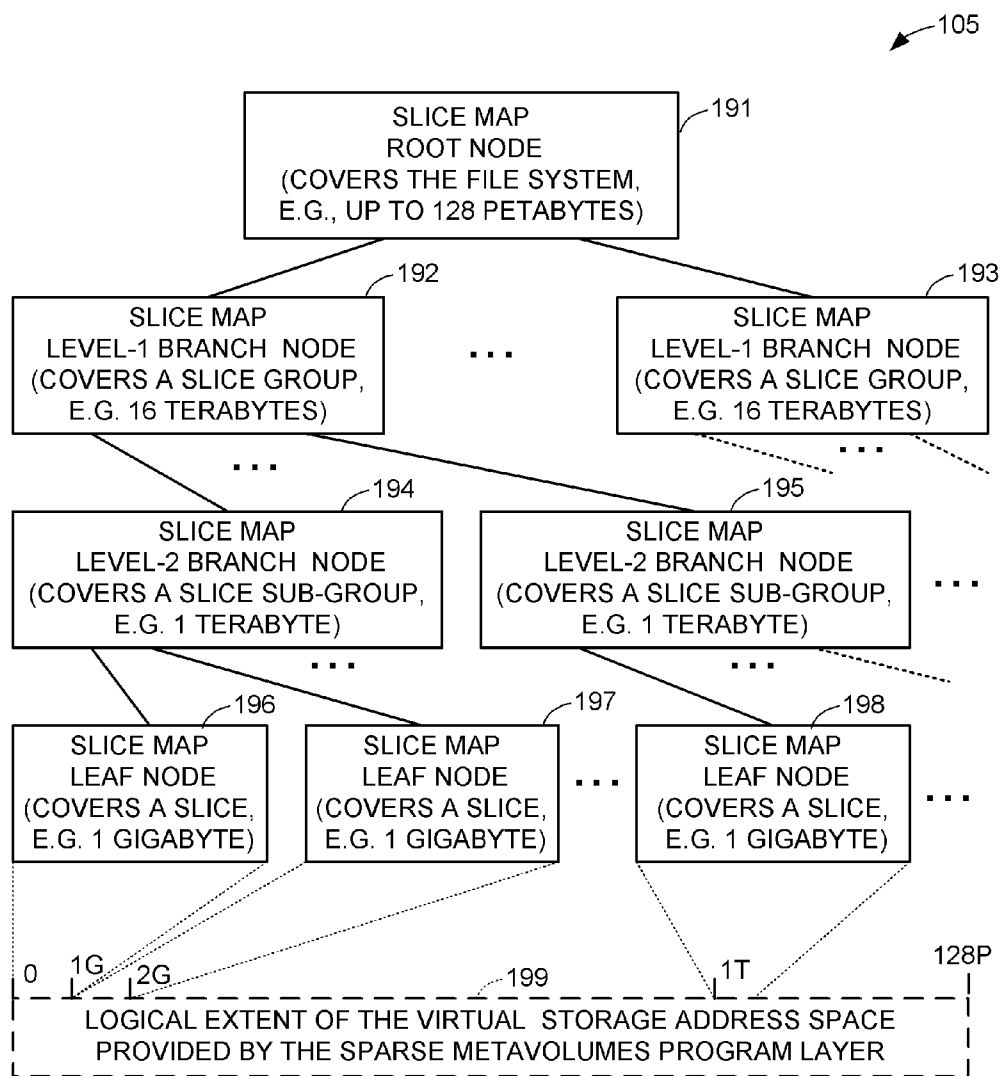 105
191
SLICE MAP
ROOT NODE
(COVERS THE FILE SYSTEM,
E.G., UP TO 128 PETABYTES)
192
193
SLICE MAP
LEVEL-1 BRANCH NODE
(COVERS A SLICE GROUP,
E.G. 16 TERABYTES)
...
SLICE MAP
LEVEL-1 BRANCH NODE
(COVERS A SLICE GROUP,
E.G. 16 TERABYTES)
...
...
194
195
SLICE MAP
LEVEL-2 BRANCH NODE
(COVERS A SLICE SUB-GROUP,
E.G. 1 TERABYTE)
SLICE MAP
LEVEL-2 BRANCH NODE
(COVERS A SLICE SUB-GROUP,
E.G. 1 TERABYTE)
...
...
...
196
197
198
SLICE MAP
LEAF NODE
(COVERS A SLICE,
E.G. 1 GIGABYTE)
SLICE MAP
LEAF NODE
(COVERS A SLICE,
E.G. 1 GIGABYTE)
...
SLICE MAP
LEAF NODE
(COVERS A SLICE,
E.G. 1 GIGABYTE)
...
0
1G
2G
199
1T
128P
LOGICAL EXTENT OF THE VIRTUAL STORAGE ADDRESS SPACE
PROVIDED BY THE SPARSE METAVOLUMES PROGRAM LAYER